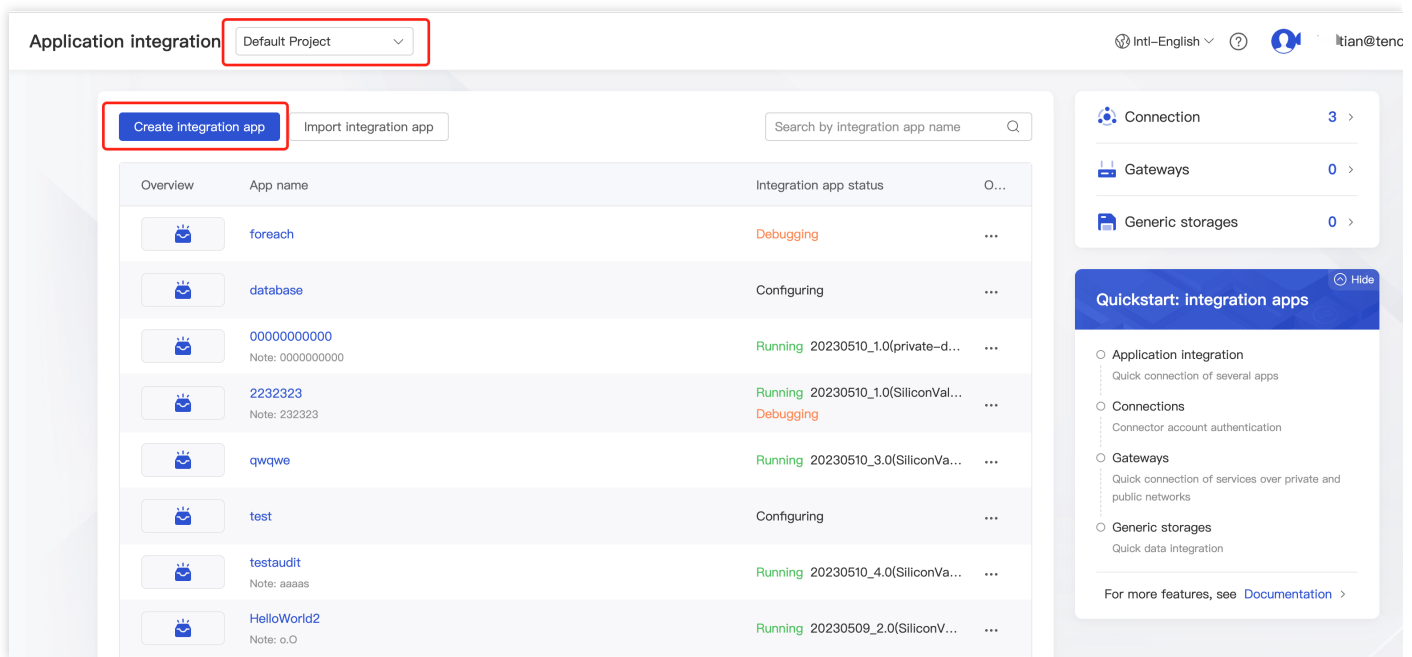 Application integration Default Project Intl-English ? tian@tenc
Create integration app Import integration app Search by integration app name
Overview App name Integration app status O...
foreach Debugging ...
database Configuring ...
00000000000
Note: 0000000000
Running 20230510_1.0(private-d... ...
2232323
Note: 232323
Running 20230510_1.0(SiliconVal...
Debugging
...
qwqwe Running 20230510_3.0(SiliconVa... ...
test Configuring ...
testaudit
Note: aaaas
Running 20230510_4.0(SiliconVa... ...
HelloWorld2
Note: o.O
Running 20230509_2.0(SiliconV... ...
Connection 3 >
Gateways 0 >
Generic storages 0 >
Hide
Quickstart: integration apps
Application integration
Quick connection of several apps
Connections
Connector account authentication
Gateways
Quick connection of services over private and
public networks
Generic storages
Quick data integration
For more features, see Documentation >